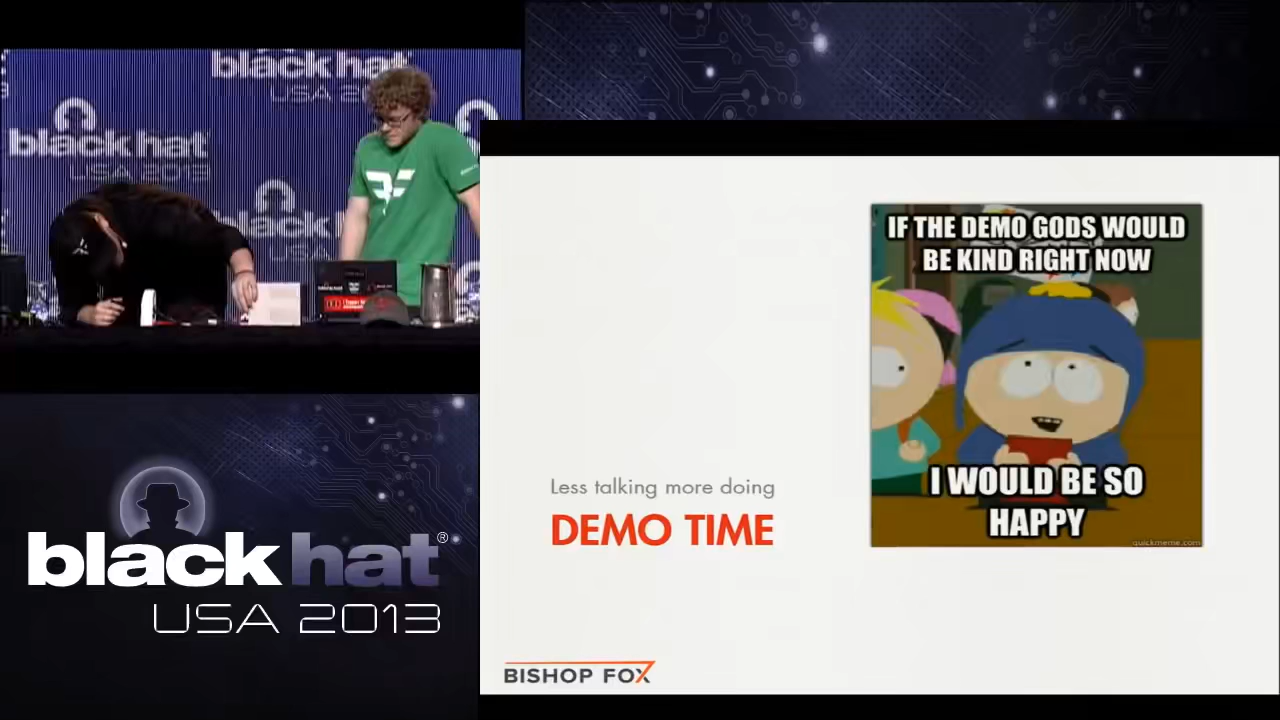 black hat
USA 2013
black hat
USA 2013
IF THE DEMO GODS WOULD
BE KIND RIGHT NOW
I WOULD BE SO
HAPPY
quickmeme.com
Less talking more doing
DEMO TIME
BISHOP FOX
black hat®
USA 2013